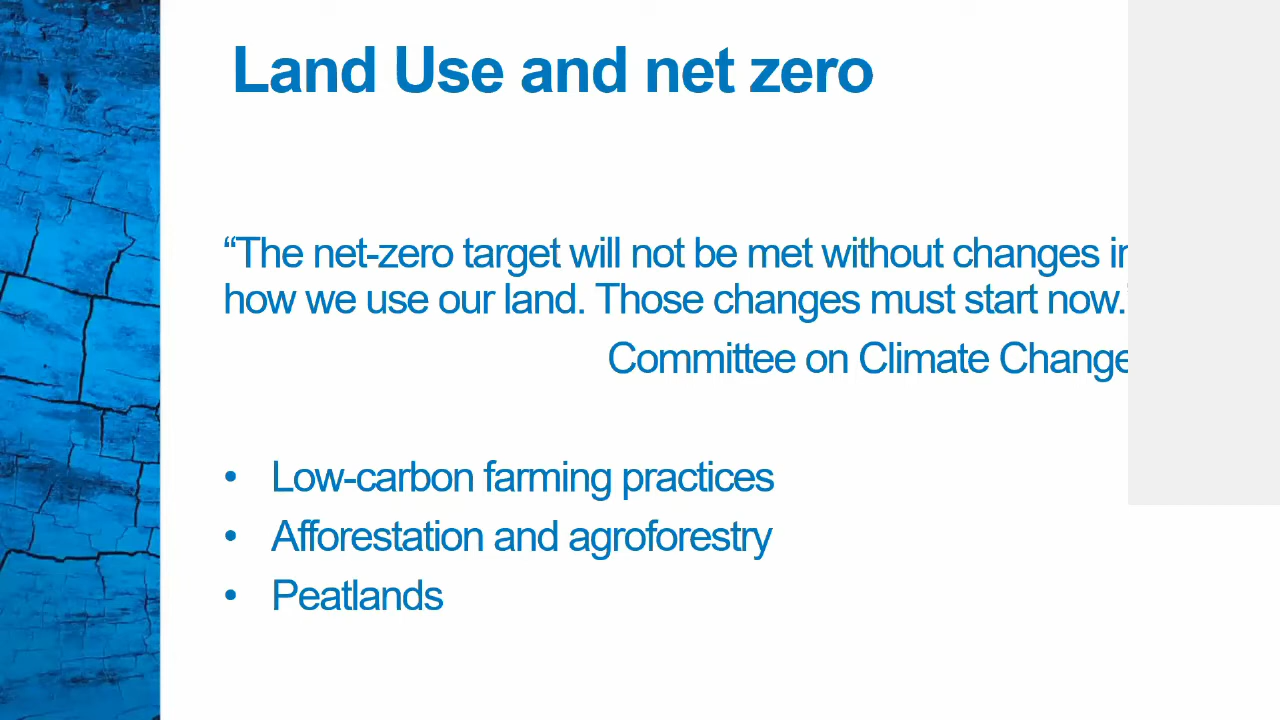 Land Use and net zero
“The net-zero target will not be met without changes in
how we use our land. Those changes must start now.”
Committee on Climate Change
• Low-carbon farming practices
• Afforestation and agroforestry
• Peatlands